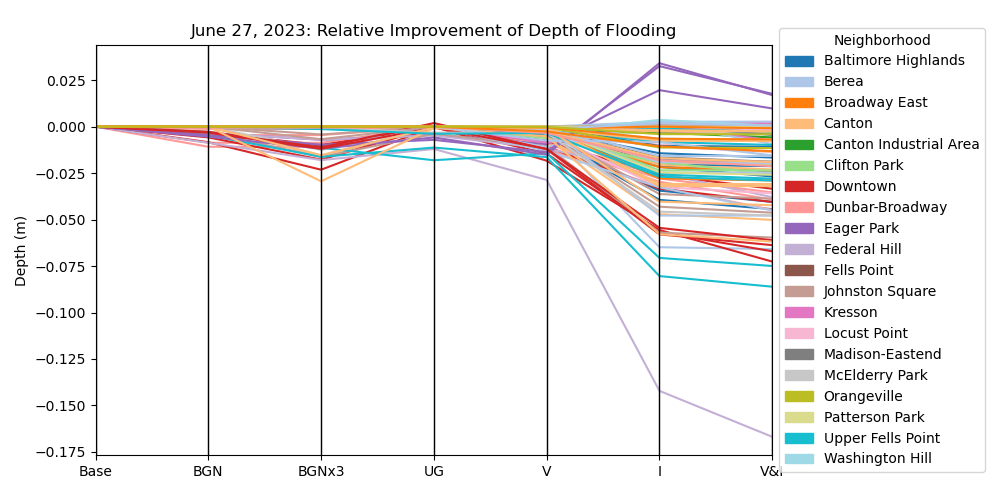 June 27, 2023: Relative Improvement of Depth of Flooding
Depth (m)
0.025
0.000
−0.025
−0.050
−0.075
−0.100
−0.125
−0.150
−0.175
Base BGN BGNx3 UG V I V&I
Neighborhood
Baltimore Highlands
Berea
Broadway East
Canton
Canton Industrial Area
Clifton Park
Downtown
Dunbar-Broadway
Eager Park
Federal Hill
Fells Point
Johnston Square
Kresson
Locust Point
Madison-Eastend
McElderry Park
Orangeville
Patterson Park
Upper Fells Point
Washington Hill